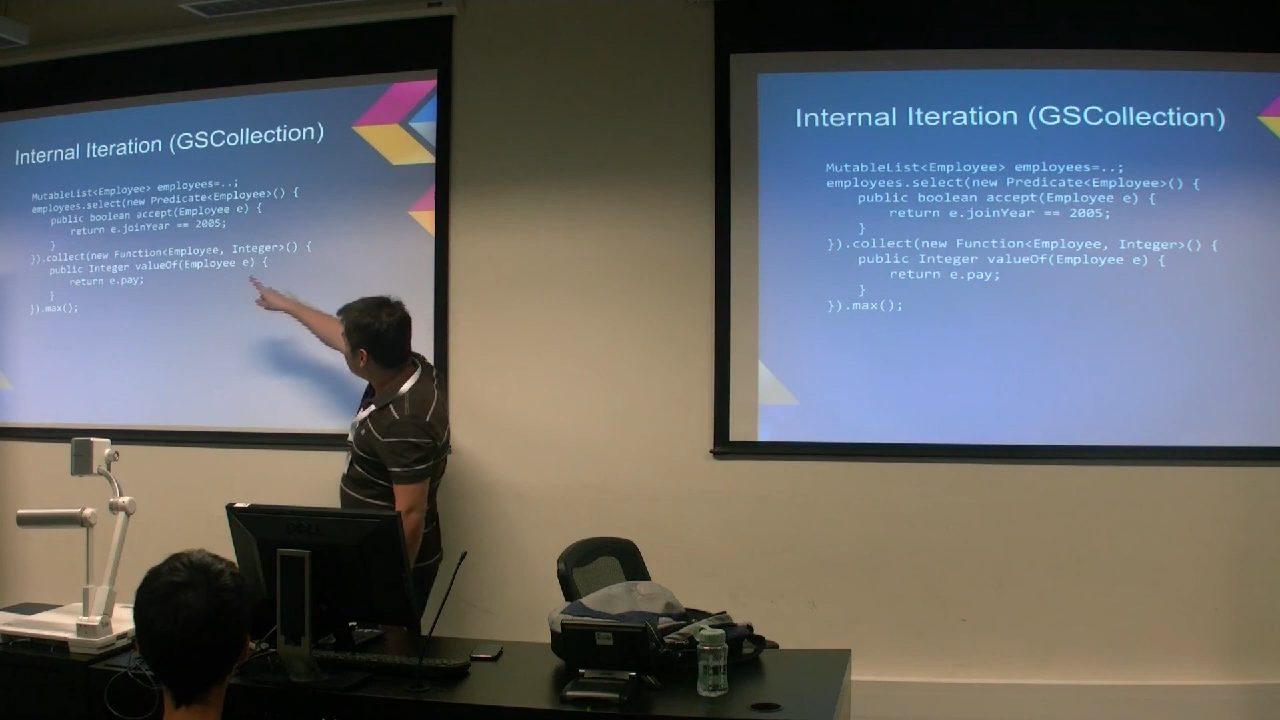 Internal Iteration (GSCollection)
MutableList<Employee> employees=..;
employees.select(new Predicate<Employee>() {
public boolean accept(Employee e) {
return e.joinYear == 2005;
}
}).collect(new Function<Employee, Integer>() {
public Integer valueOf(Employee e) {
return e.pay;
}
}).max();
Internal Iteration (GSCollection)
MutableList<Employee> employees=..;
employees.select(new Predicate<Employee>() {
public boolean accept(Employee e) {
return e.joinYear == 2005;
}
}).collect(new Function<Employee, Integer>() {
public Integer valueOf(Employee e) {
return e.pay;
}
}).max();
DELL